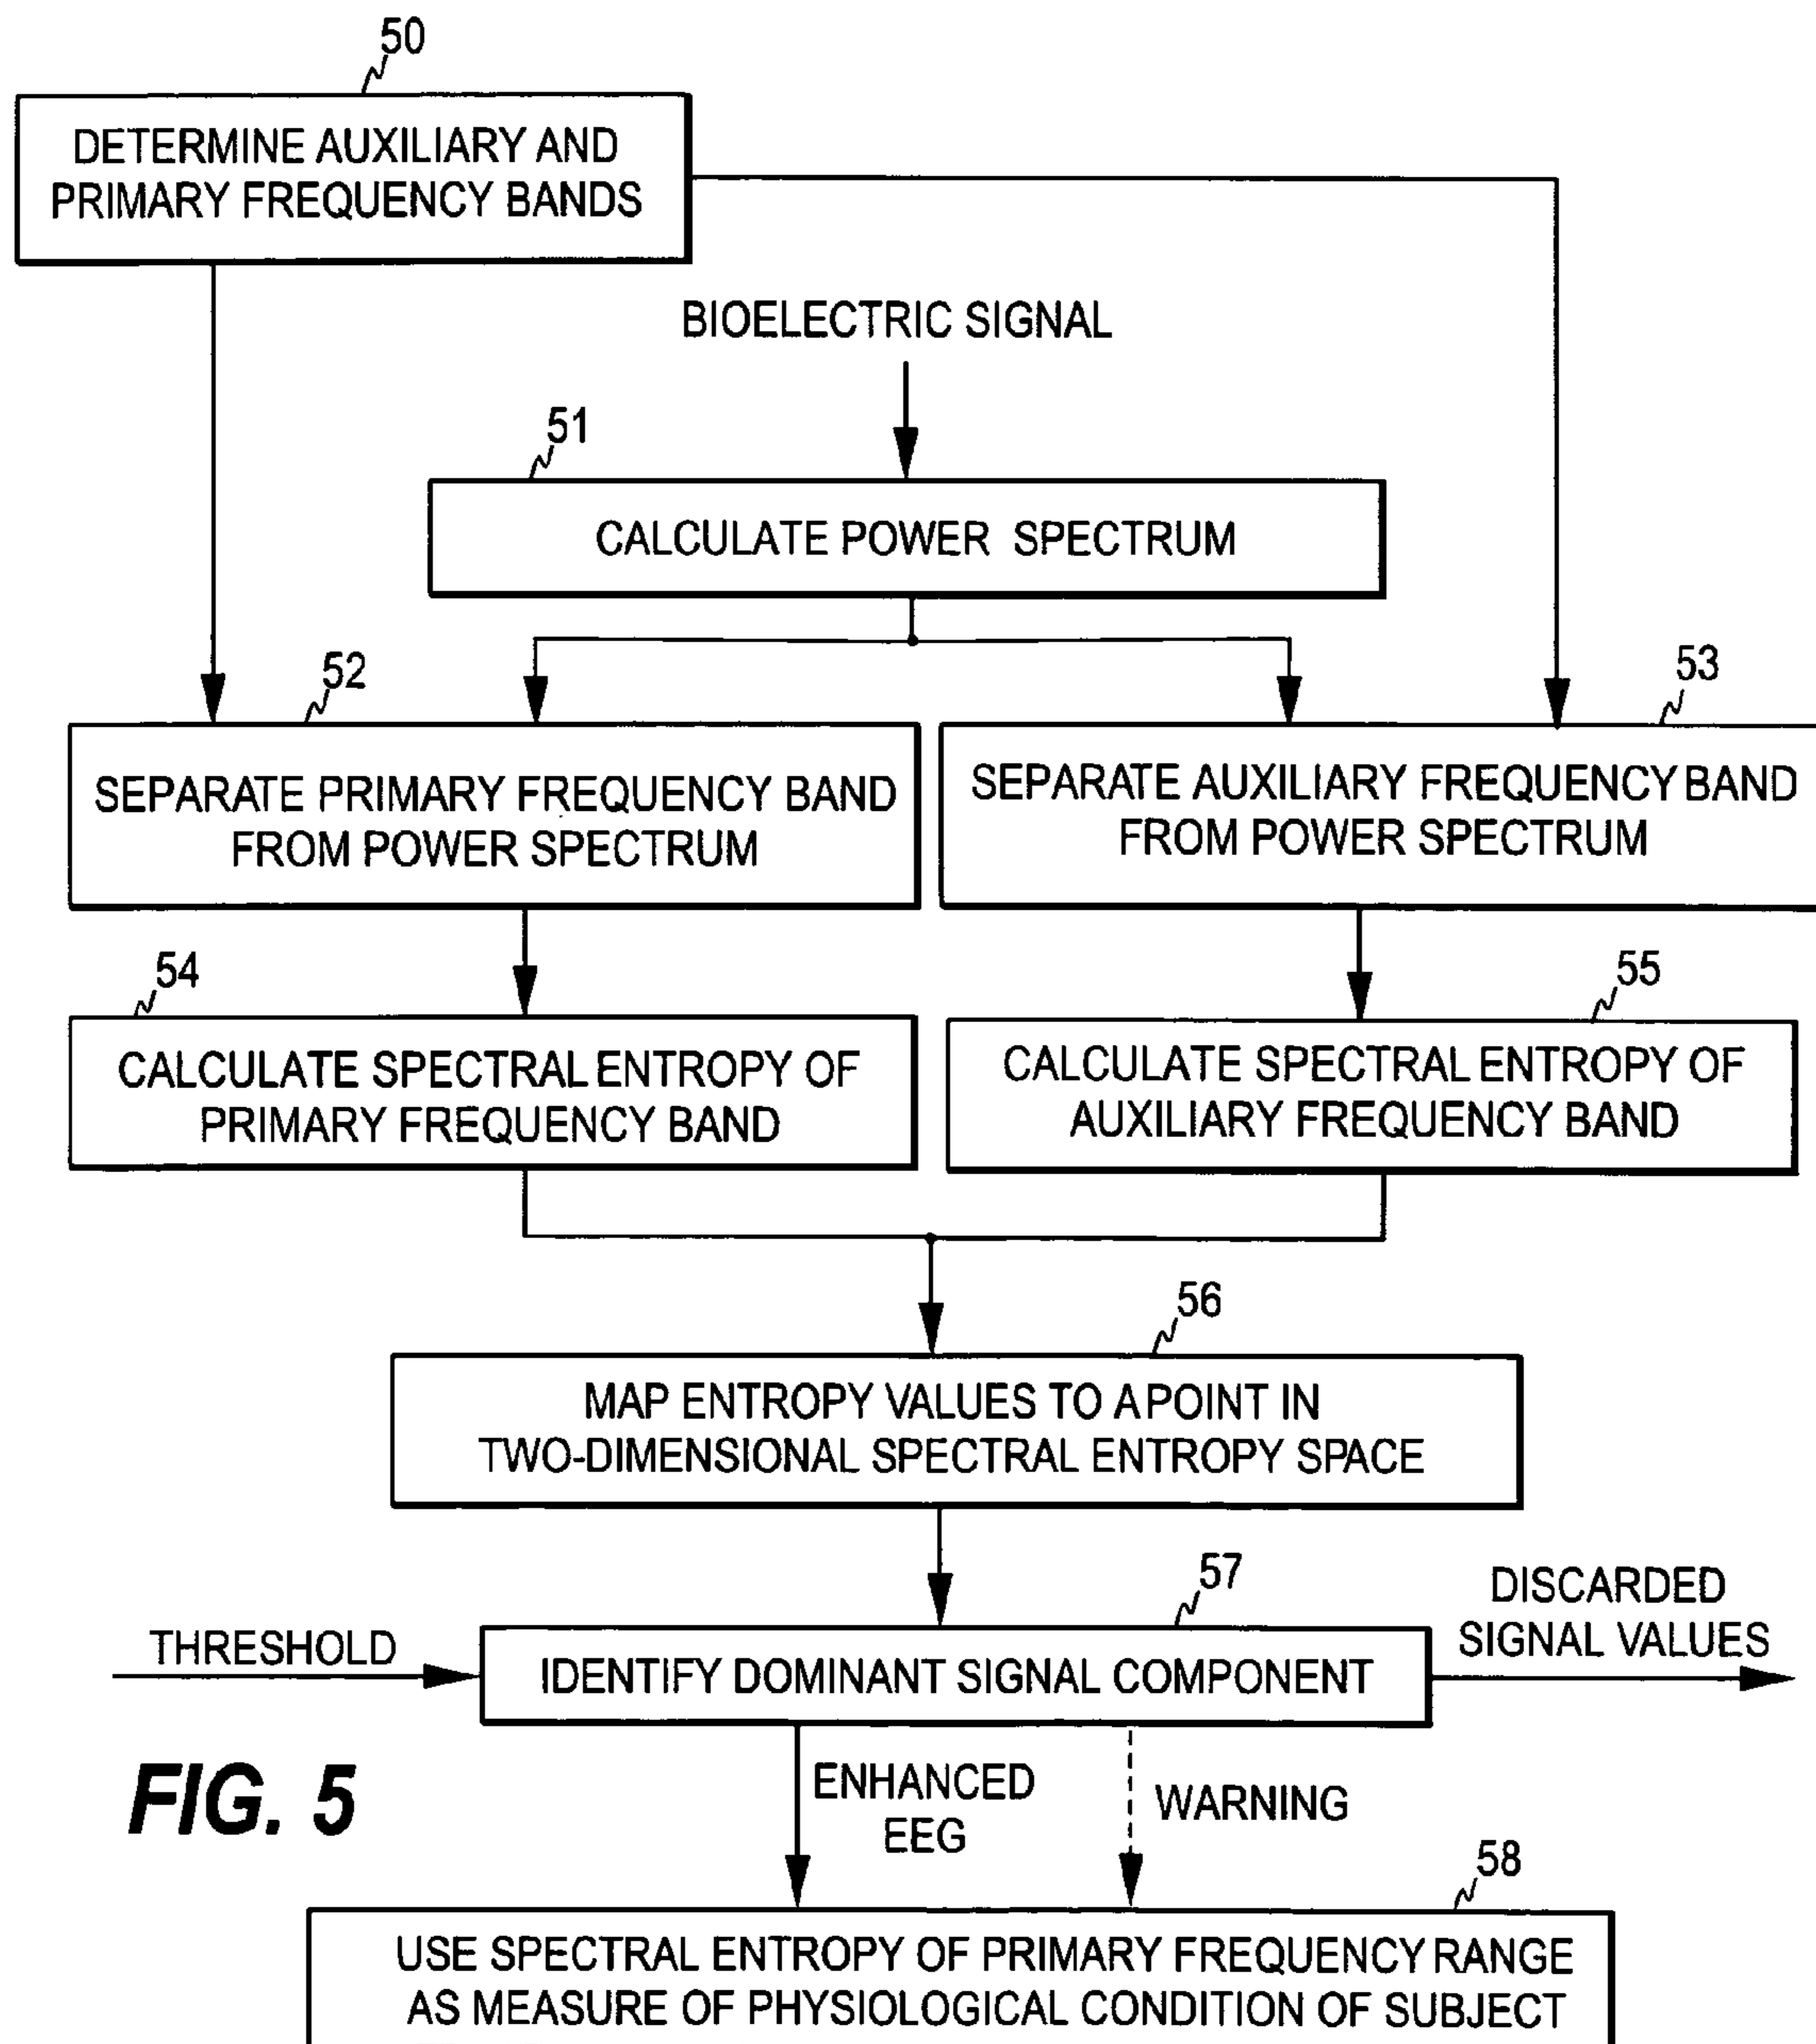 50
DETERMINE AUXILIARY AND
PRIMARY FREQUENCY BANDS
BIOELECTRIC SIGNAL
51
CALCULATE POWER SPECTRUM
52
SEPARATE PRIMARY FREQUENCY BAND
FROM POWER SPECTRUM
53
SEPARATE AUXILIARY FREQUENCY BAND
FROM POWER SPECTRUM
54
CALCULATE SPECTRAL ENTROPY OF
PRIMARY FREQUENCY BAND
55
CALCULATE SPECTRAL ENTROPY OF
AUXILIARY FREQUENCY BAND
56
MAP ENTROPY VALUES TO A POINT IN
TWO-DIMENSIONAL SPECTRAL ENTROPY SPACE
57
THRESHOLD
IDENTIFY DOMINANT SIGNAL COMPONENT
DISCARDED
SIGNAL VALUES
FIG. 5
ENHANCED
EEG
WARNING
58
USE SPECTRAL ENTROPY OF PRIMARY FREQUENCY RANGE
AS MEASURE OF PHYSIOLOGICAL CONDITION OF SUBJECT